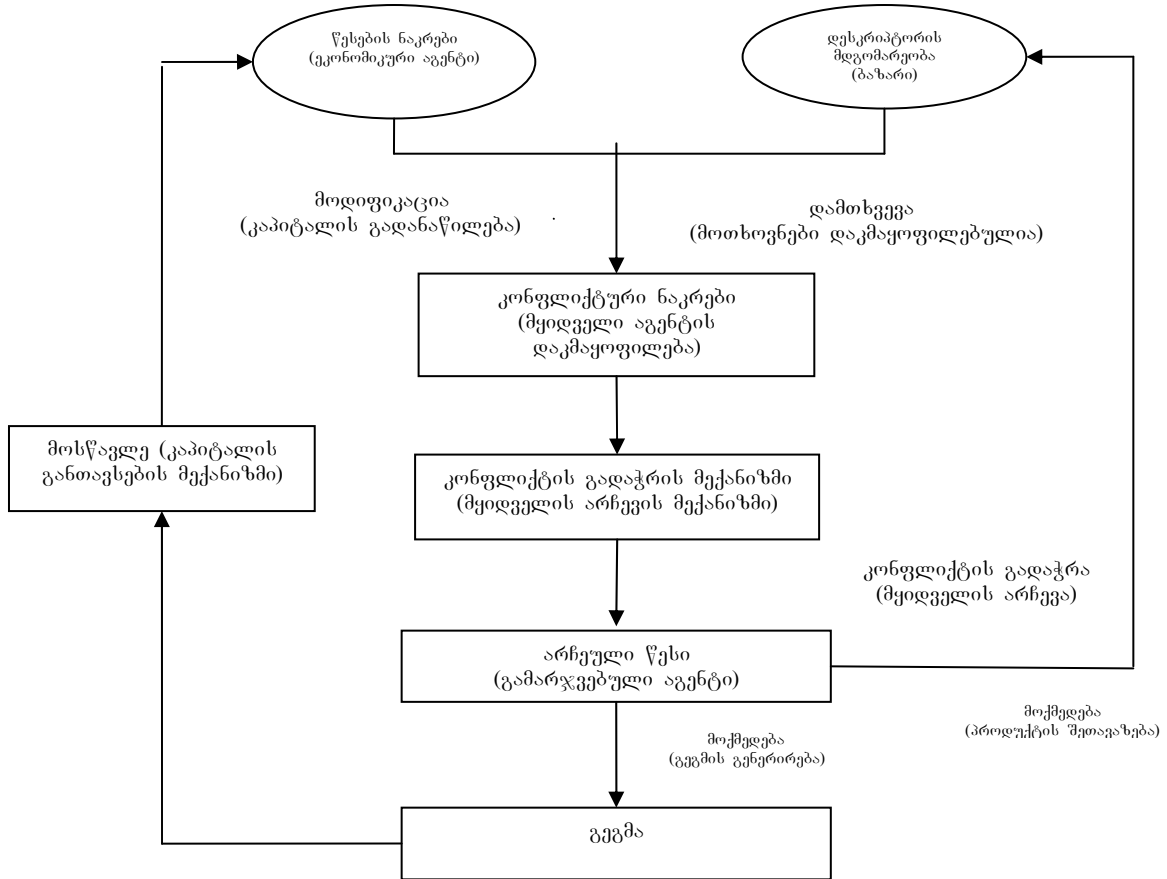 წესების ნაკრები
(ეკონომიკური აგენტი)
დესკრიპტორის
მდგომარეობა
(ბაზარი)
მოდიფიკაცია
(კაპიტალის გადანაწილება)
დამთხვევა
(მოთხოვნები დაკმაყოფილებულია)
კონფლიქტური ნაკრები
(მყიდველი აგენტის
დაკმაყოფილება)
მოსწავლე (კაპიტალის
განთავსების მექანიზმი)
კონფლიქტის გადაჭრის მექანიზმი
(მყიდველის არჩევის მექანიზმი)
კონფლიქტის გადაჭრა
(მყიდველის არჩევა)
არჩეული წესი
(გამარჯვებული აგენტი)
მოქმედება
(პროდუქტის შეთავაზება)
მოქმედება
(გეგმის გენერირება)
გეგმა